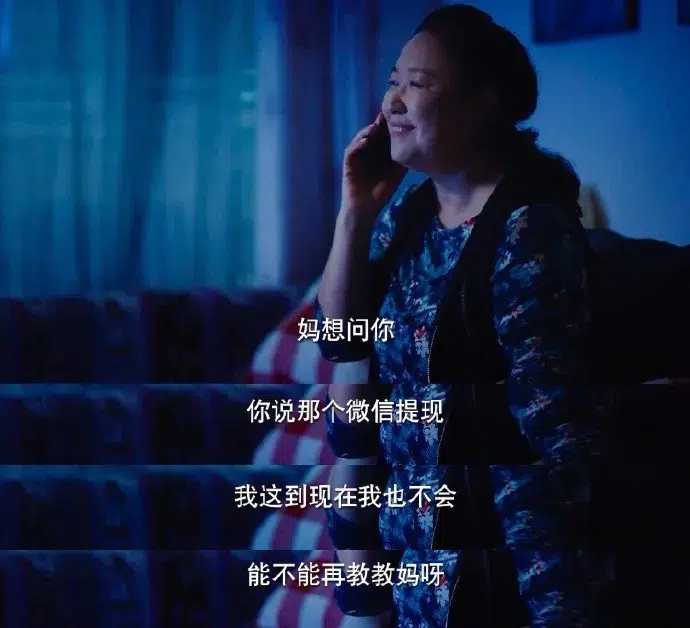 妈想问你
你说那个微信提现
我这到现在我也不会
能不能再教教妈呀